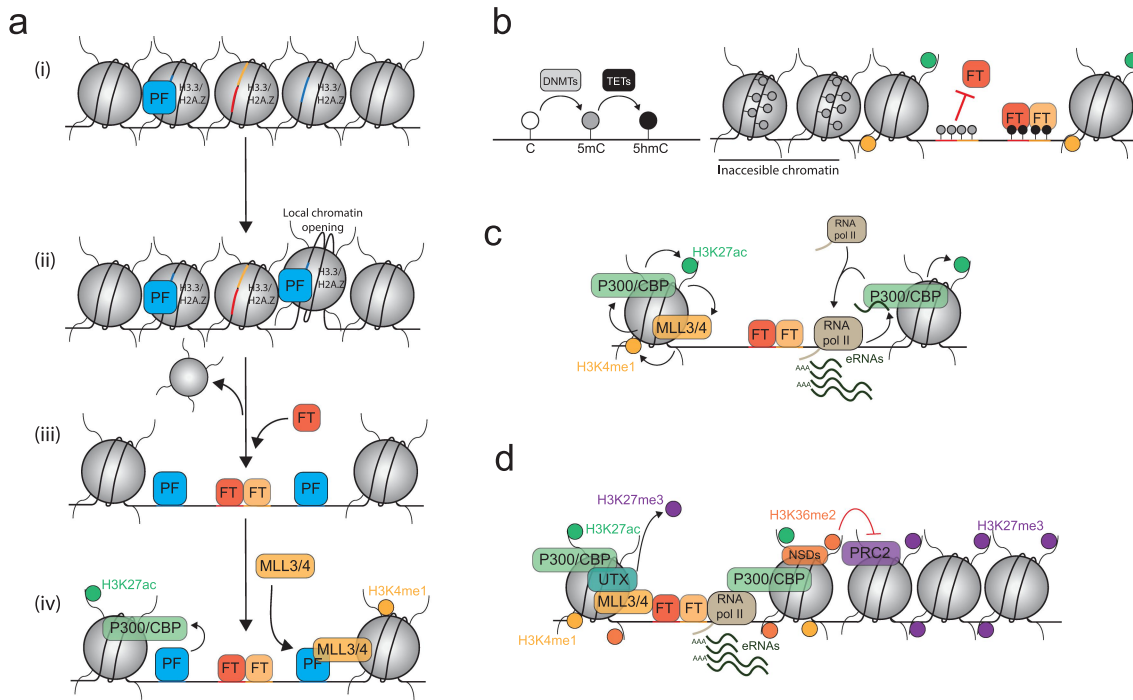 a
(i)
PF
H3.3/
H2A.Z
H3.3/
H2A.Z
H3.3/
H2A.Z
Local chromatin
opening
(ii)
PF
H3.3/
H2A.Z
H3.3/
H2A.Z
PF
H3.3/
H2A.Z
FT
(iii)
PF
FT
FT
PF
MLL3/4
(iv)
H3K27ac
H3K4me1
P300/CBP
PF
FT
FT
PF
MLL3/4
b
DNMTs
TETs
C
5mC
5hmC
Inaccesible chromatin
FT
FT
FT
c
H3K27ac
P300/CBP
MLL3/4
H3K4me1
FT
FT
RNA
pol II
RNA
pol II
P300/CBP
AAA
AAA
AAA
eRNAs
d
H3K27me3
H3K27ac
P300/CBP
UTX
MLL3/4
H3K4me1
FT
FT
RNA
pol II
AAA
AAA
AAA
eRNAs
H3K36me2
NSDs
P300/CBP
PRC2
H3K27me3